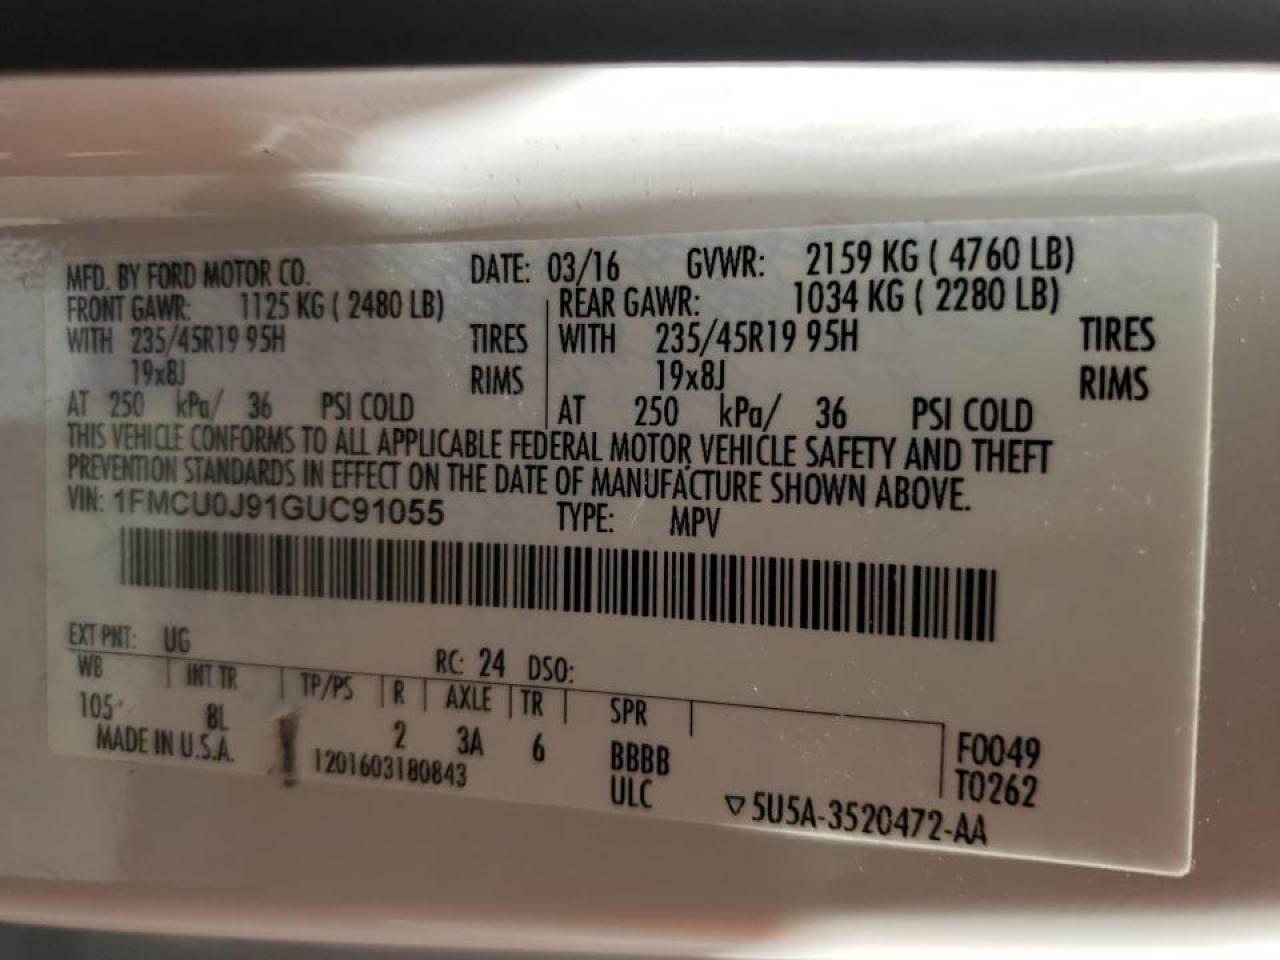 MFD. BY FORD MOTOR CO. DATE: 03/16 GVWR: 2159 KG ( 4760 LB)
FRONT GAWR: 1125 KG ( 2480 LB) REAR GAWR: 1034 KG ( 2280 LB)
WITH 235/45R19 95H TIRES WITH 235/45R19 95H TIRES
19x8J RIMS 19x8J RIMS
AT 250 kPa/ 36 PSI COLD AT 250 kPa/ 36 PSI COLD
THIS VEHICLE CONFORMS TO ALL APPLICABLE FEDERAL MOTOR VEHICLE SAFETY AND THEFT
PREVENTION STANDARDS IN EFFECT ON THE DATE OF MANUFACTURE SHOWN ABOVE.
VIN: 1FMCU0J91GUC91055 TYPE: MPV
EXT PNT: UG RC: 24 DSO:
WB INT TR TP/PS R AXLE TR SPR
105 8L 2 3A 6 BBBB F0049
MADE IN U.S.A. 1201603180843 ULC T0262
▽5U5A-3520472-AA